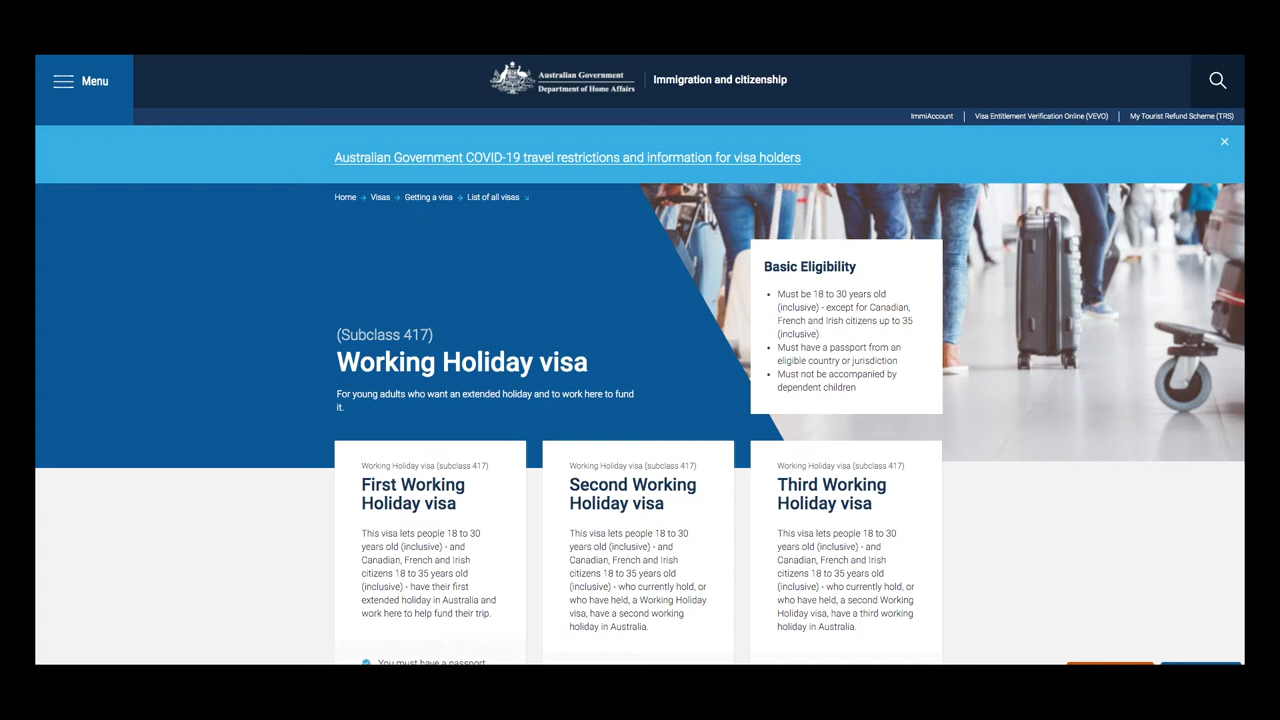 Menu
Australian Government
Department of Home Affairs
Immigration and citizenship
ImmiAccount
Visa Entitlement Verification Online (VEVO)
My Tourist Refund Scheme (TRS)
Australian Government COVID-19 travel restrictions and information for visa holders
Home
Visas
Getting a visa
List of all visas
Basic Eligibility
Must be 18 to 30 years old
(inclusive) - except for Canadian,
French and Irish citizens up to 35
(inclusive)
Must have a passport from an
eligible country or jurisdiction
Must not be accompanied by
dependent children
(Subclass 417)
Working Holiday visa
For young adults who want an extended holiday and to work here to fund
it.
Working Holiday visa (subclass 417)
First Working
Holiday visa
This visa lets people 18 to 30
years old (inclusive) - and
Canadian, French and Irish
citizens 18 to 35 years old
(inclusive) - have their first
extended holiday in Australia and
work here to help fund their trip.
You must have a passport
Working Holiday visa (subclass 417)
Second Working
Holiday visa
This visa lets people 18 to 30
years old (inclusive) - and
Canadian, French and Irish
citizens 18 to 35 years old
(inclusive) - who currently hold, or
who have held, a Working Holiday
visa, have a second working
holiday in Australia.
Working Holiday visa (subclass 417)
Third Working
Holiday visa
This visa lets people 18 to 30
years old (inclusive) - and
Canadian, French and Irish
citizens 18 to 35 years old
(inclusive) - who currently hold, or
who have held, a second Working
Holiday visa, have a third working
holiday in Australia.